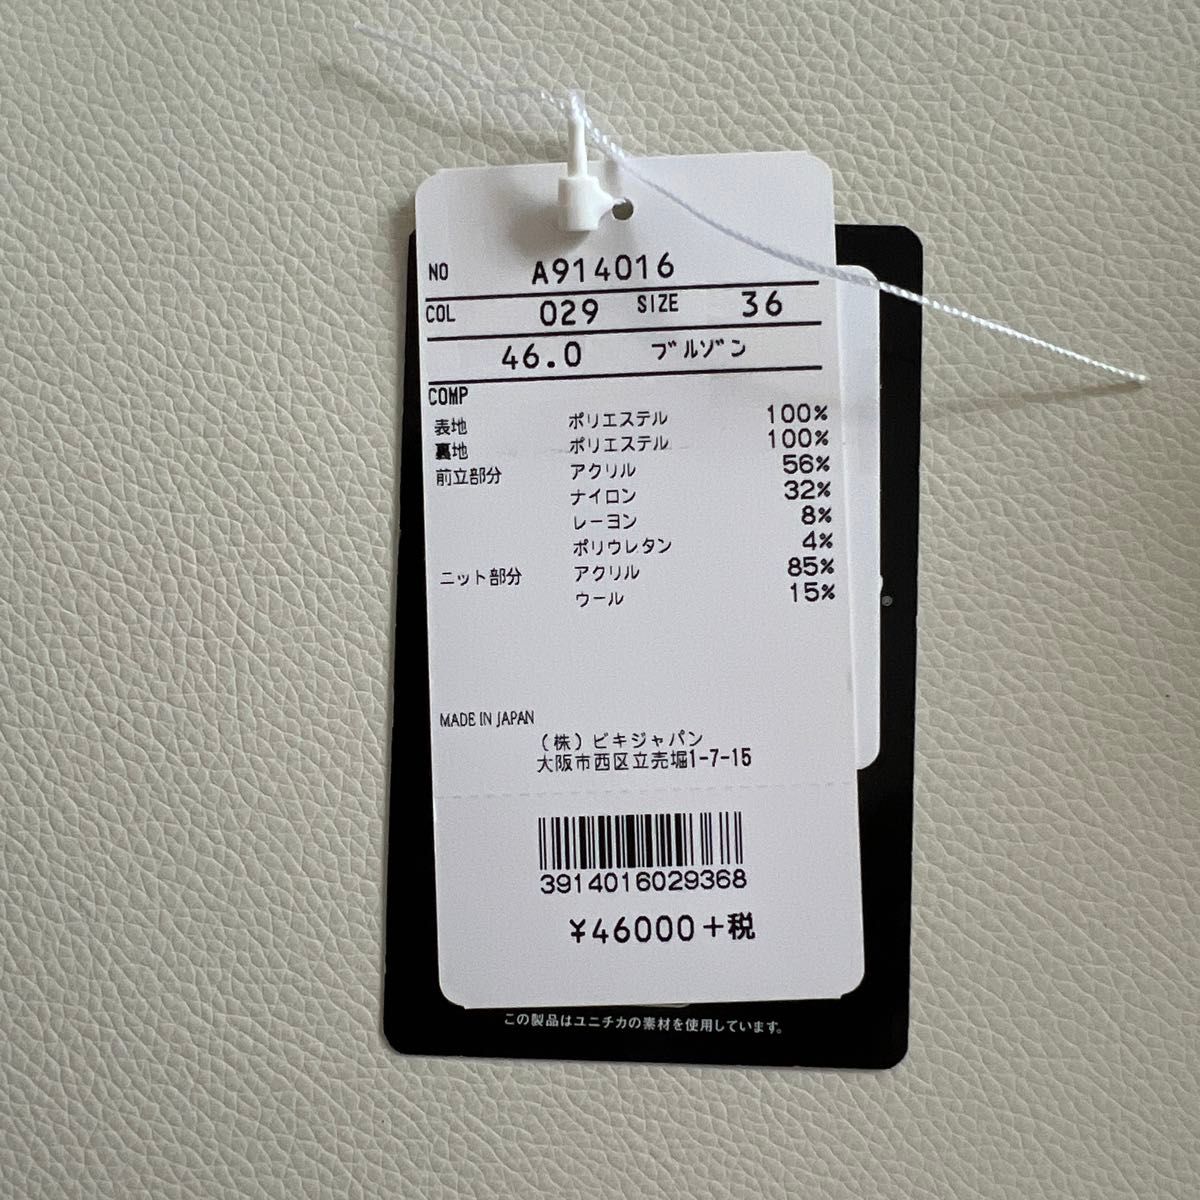 NO A914016
COL 029 SIZE 36
46.0 ブルゾン
COMP
表地 ポリエステル 100%
裏地 ポリエステル 100%
前立部分 アクリル 56%
ナイロン 32%
レーヨン 8%
ポリウレタン 4%
ニット部分 アクリル 85%
ウール 15%
MADE IN JAPAN
(株)ビキジャパン
大阪市西区立売堀1-7-15
3914016029368
¥46000+税
この製品はユニチカの素材を使用しています。
®